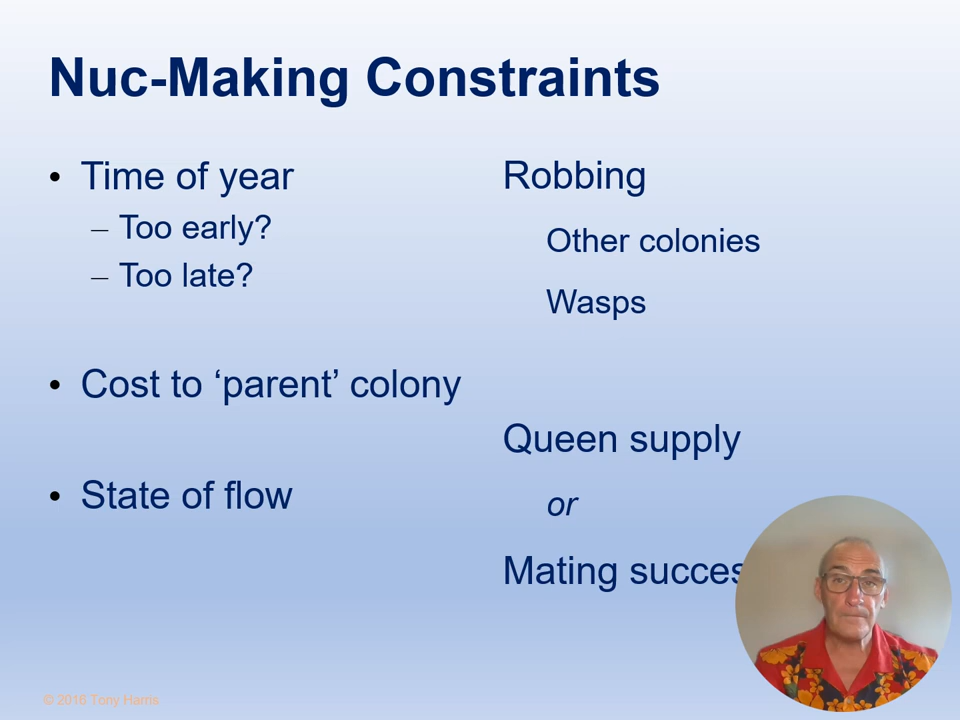 Nuc-Making Constraints
• Time of year
– Too early?
– Too late?
• Cost to ‘parent’ colony
• State of flow
Robbing
Other colonies
Wasps
Queen supply
or
Mating succes
© 2016 Tony Harris